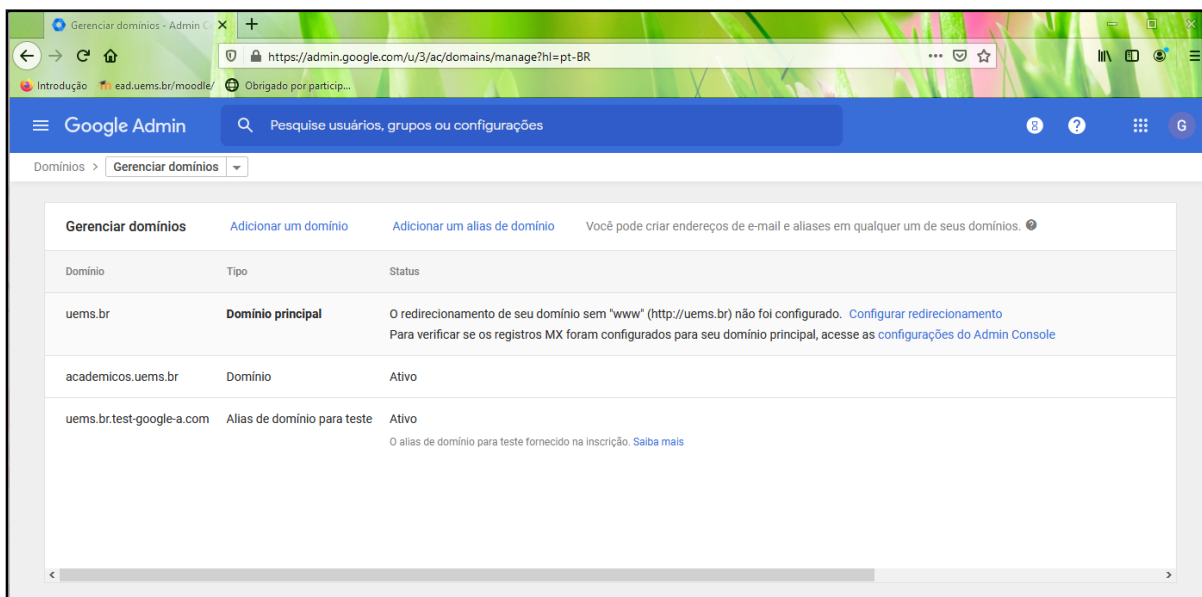 Gerenciar domínios - Admin C
https://admin.google.com/u/3/ac/domains/manage?hl=pt-BR
Introdução ead.uems.br/moodle/ Obrigado por particip...
Google Admin Pesquise usuários, grupos ou configurações 8 ? G
Domínios > Gerenciar domínios
Gerenciar domínios Adicionar um domínio Adicionar um alias de domínio Você pode criar endereços de e-mail e aliases em qualquer um de seus domínios. ?
Domínio Tipo Status
uems.br Domínio principal O redirecionamento de seu domínio sem "www" (http://uems.br) não foi configurado. Configurar redirecionamento
Para verificar se os registros MX foram configurados para seu domínio principal, acesse as configurações do Admin Console
academicos.uems.br Domínio Ativo
uems.br.test-google-a.com Alias de domínio para teste Ativo
O alias de domínio para teste fornecido na inscrição. Saiba mais